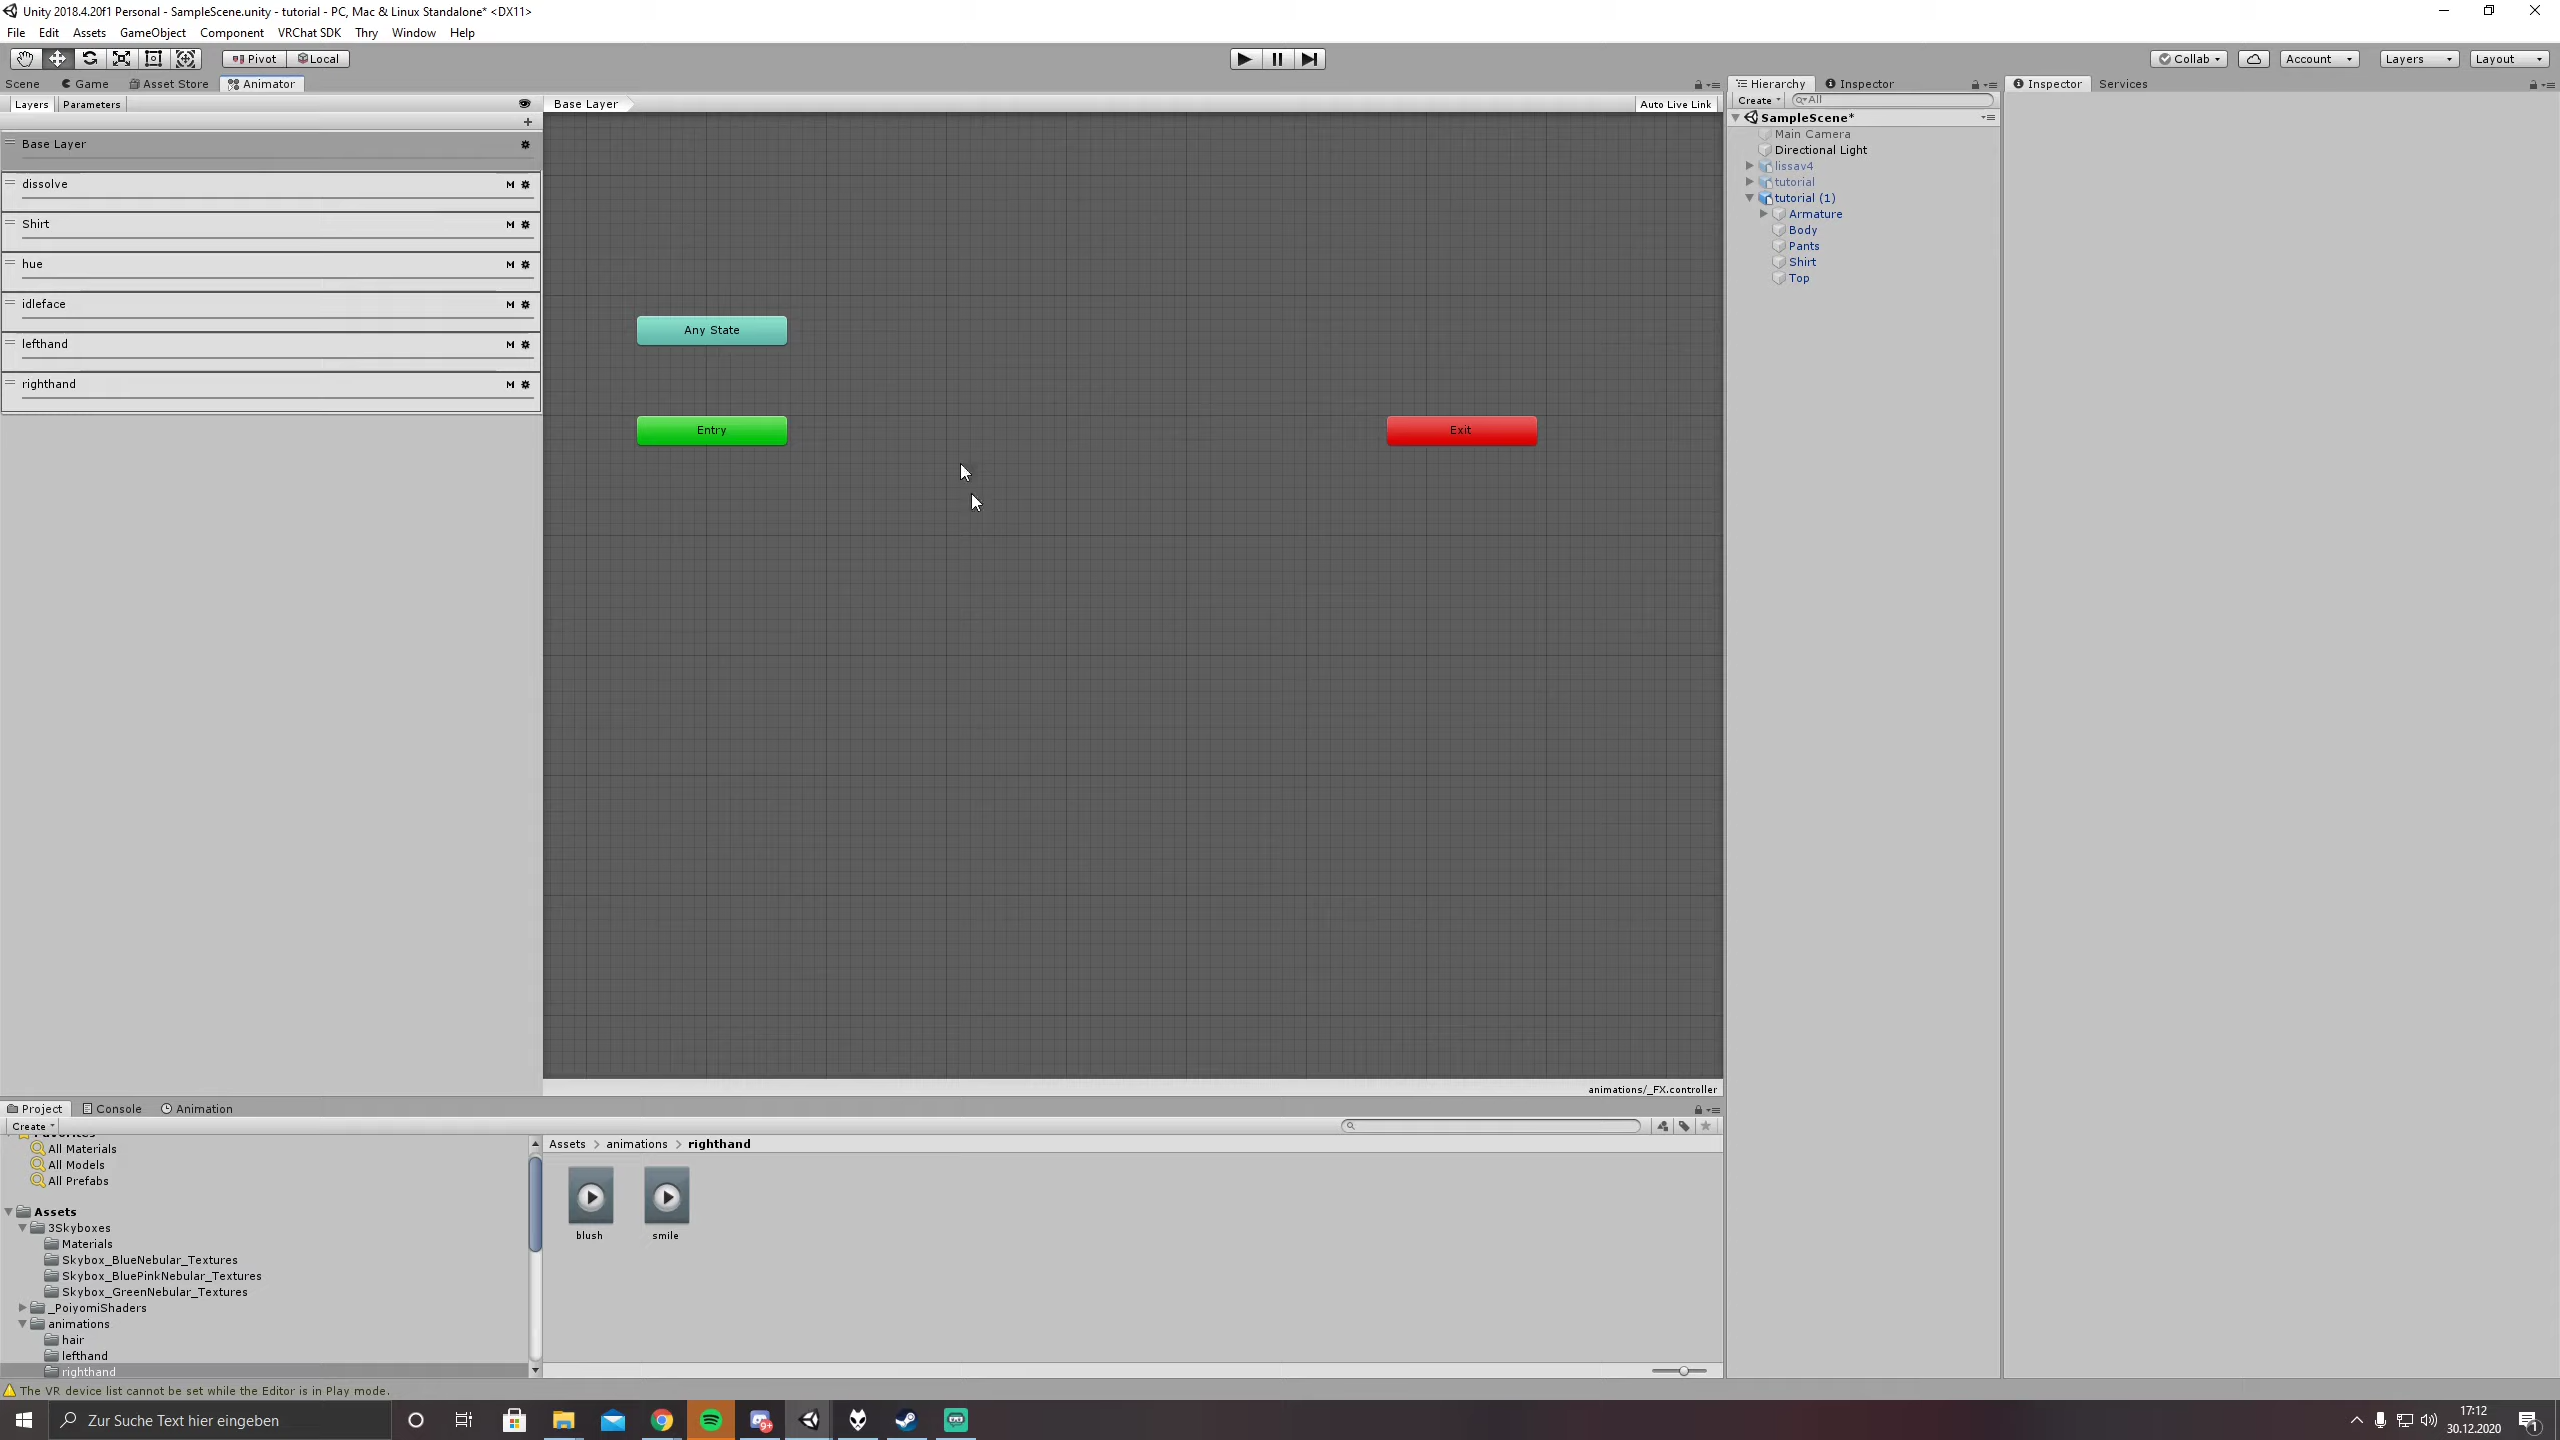 Unity 2018.4.20f1 Personal - SampleScene.unity - tutorial - PC, Mac & Linux Standalone* <DX11>
File Edit Assets GameObject Component VRChat SDK Thry Window Help
Pivot Local
Collab Account Layers Layout
Scene Game Asset Store Animator
Hierarchy Inspector
Inspector Services
Layers Parameters
Base Layer
Auto Live Link
Create All
SampleScene*
Main Camera
Directional Light
lissav4
tutorial
tutorial (1)
Armature
Body
Pants
Shirt
Top
Base Layer
dissolve M
Shirt M
hue M
idleface M
lefthand M
righthand M
Any State
Entry
Exit
animations/_FX.controller
Project Console Animation
Create
Favorites
All Materials
All Models
All Prefabs
Assets
3Skyboxes
Materials
Skybox_BlueNebular_Textures
Skybox_BluePinkNebular_Textures
Skybox_GreenNebular_Textures
_PoiyomiShaders
animations
hair
lefthand
righthand
Assets > animations > righthand
blush
smile
The VR device list cannot be set while the Editor is in Play mode.
Zur Suche Text hier eingeben
9+
17:12
30.12.2020
1